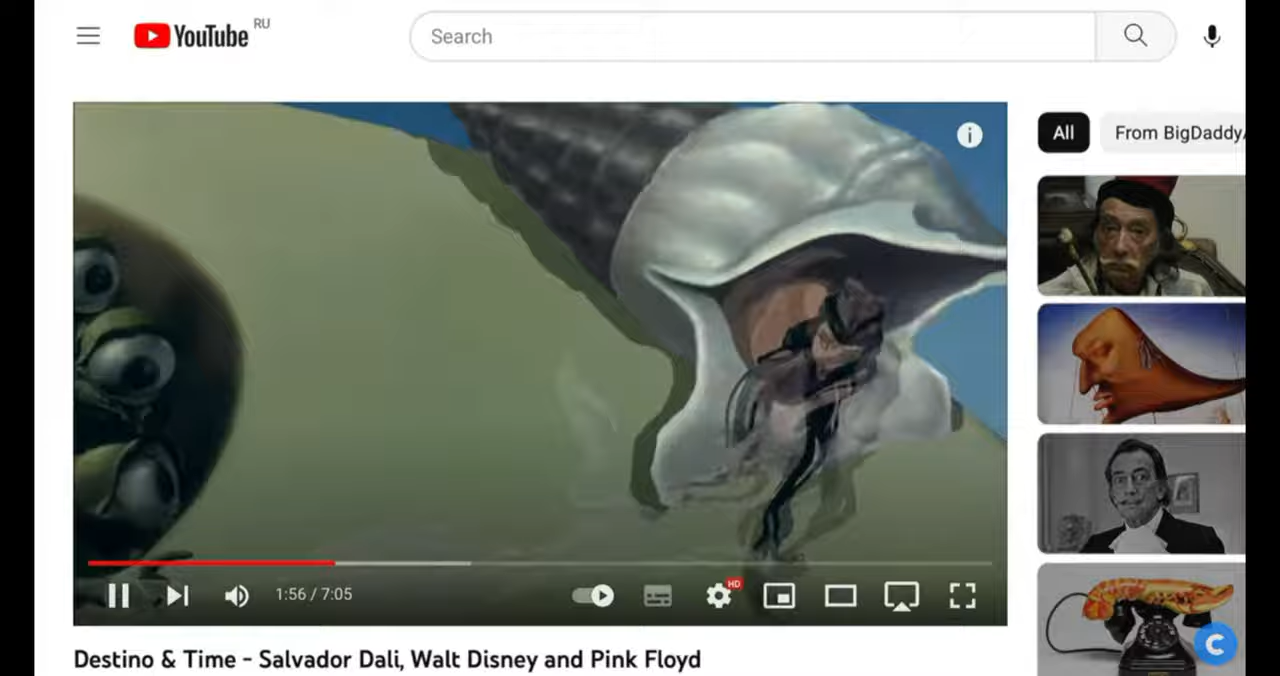 YouTube RU
Search
All
From BigDaddy
HD
1:56 / 7:05
Destino & Time - Salvador Dali, Walt Disney and Pink Floyd